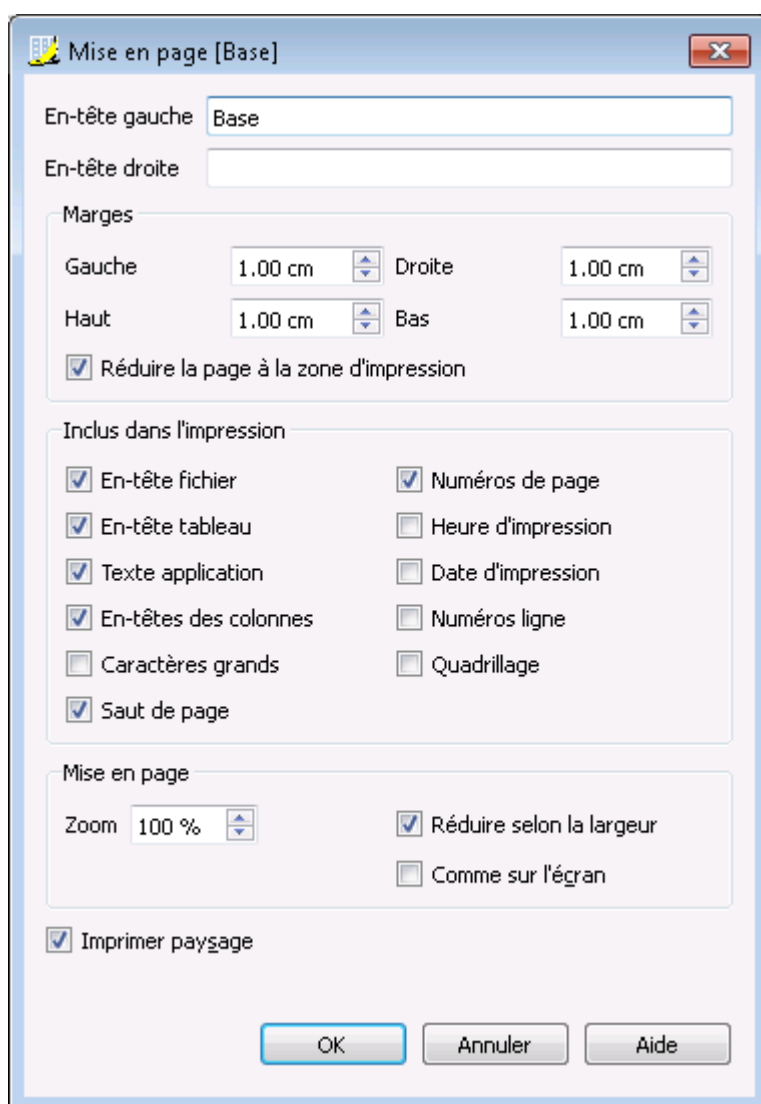 Mise en page [Base]
En-tête gauche Base
En-tête droite
Marges
Gauche 1.00 cm Droite 1.00 cm
Haut 1.00 cm Bas 1.00 cm
Réduire la page à la zone d'impression
Inclus dans l'impression
En-tête fichier Numéros de page
En-tête tableau Heure d'impression
Texte application Date d'impression
En-têtes des colonnes Numéros ligne
Caractères grands Quadrillage
Saut de page
Mise en page
Zoom 100 % Réduire selon la largeur
Comme sur l'écran
Imprimer paysage
OK Annuler Aide